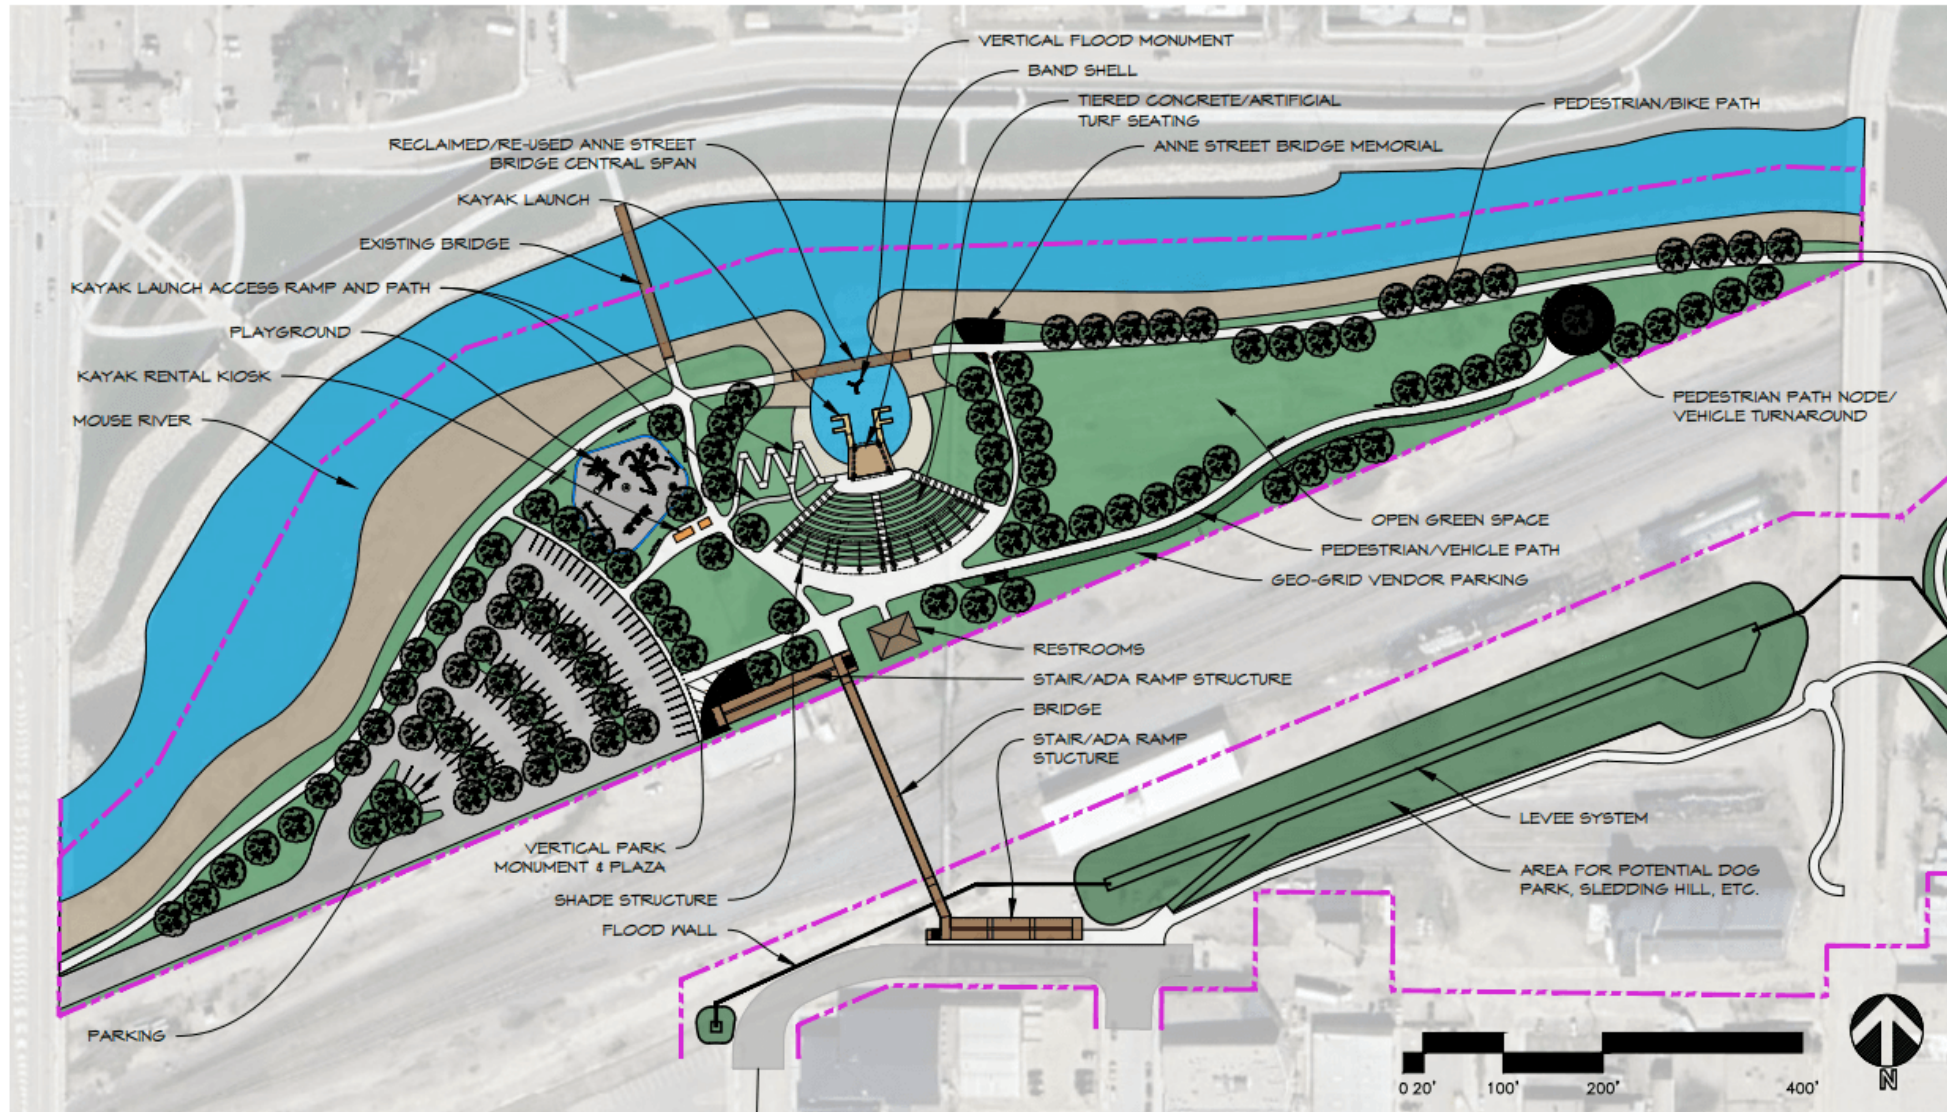 VERTICAL FLOOD MONUMENT
BAND SHELL
TIERED CONCRETE/ARTIFICIAL
TURF SEATING
PEDESTRIAN/BIKE PATH
RECLAIMED/RE-USED ANNE STREET
BRIDGE CENTRAL SPAN
ANNE STREET BRIDGE MEMORIAL
KAYAK LAUNCH
EXISTING BRIDGE
KAYAK LAUNCH ACCESS RAMP AND PATH
PLAYGROUND
KAYAK RENTAL KIOSK
MOUSE RIVER
PEDESTRIAN PATH NODE/
VEHICLE TURNAROUND
OPEN GREEN SPACE
PEDESTRIAN/VEHICLE PATH
GEO-GRID VENDOR PARKING
RESTROOMS
STAIR/ADA RAMP STRUCTURE
BRIDGE
STAIR/ADA RAMP
STUCTURE
LEVEE SYSTEM
VERTICAL PARK
MONUMENT & PLAZA
AREA FOR POTENTIAL DOG
PARK, SLEDDING HILL, ETC.
SHADE STRUCTURE
FLOOD WALL
PARKING
0 20' 100' 200' 400'
N